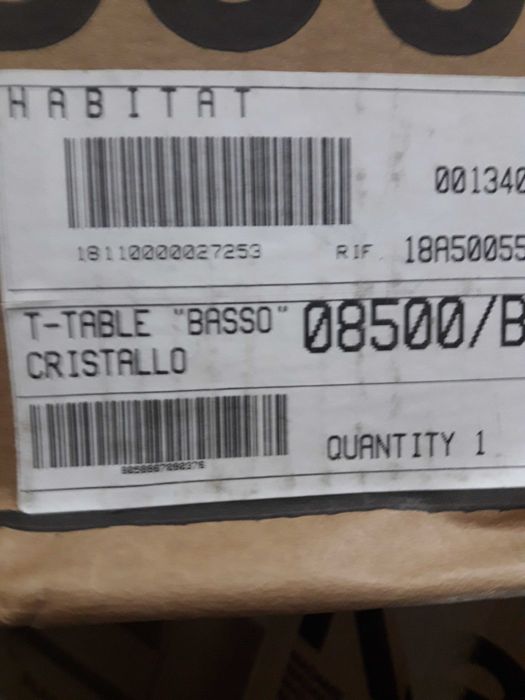 HABITAT
001340
18110000027253 RIF. 18A50055
T-TABLE "BASSO" 08500/B
CRISTALLO
QUANTITY 1